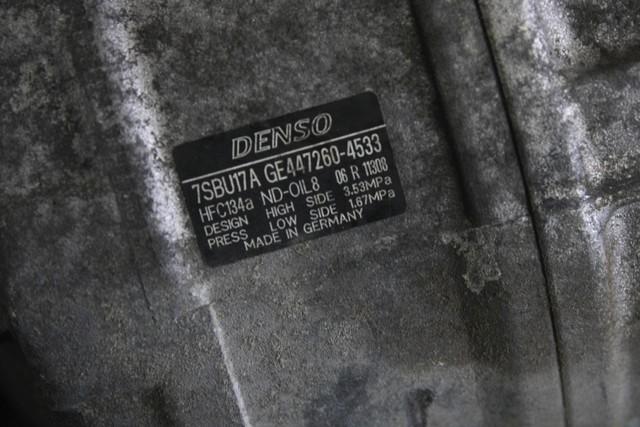 DENSO
7SBU17A GE447260-4533
HFC134a ND-OIL8 06 R 11308
DESIGN HIGH SIDE 3.53MPa
PRESS LOW SIDE 1.67MPa
MADE IN GERMANY